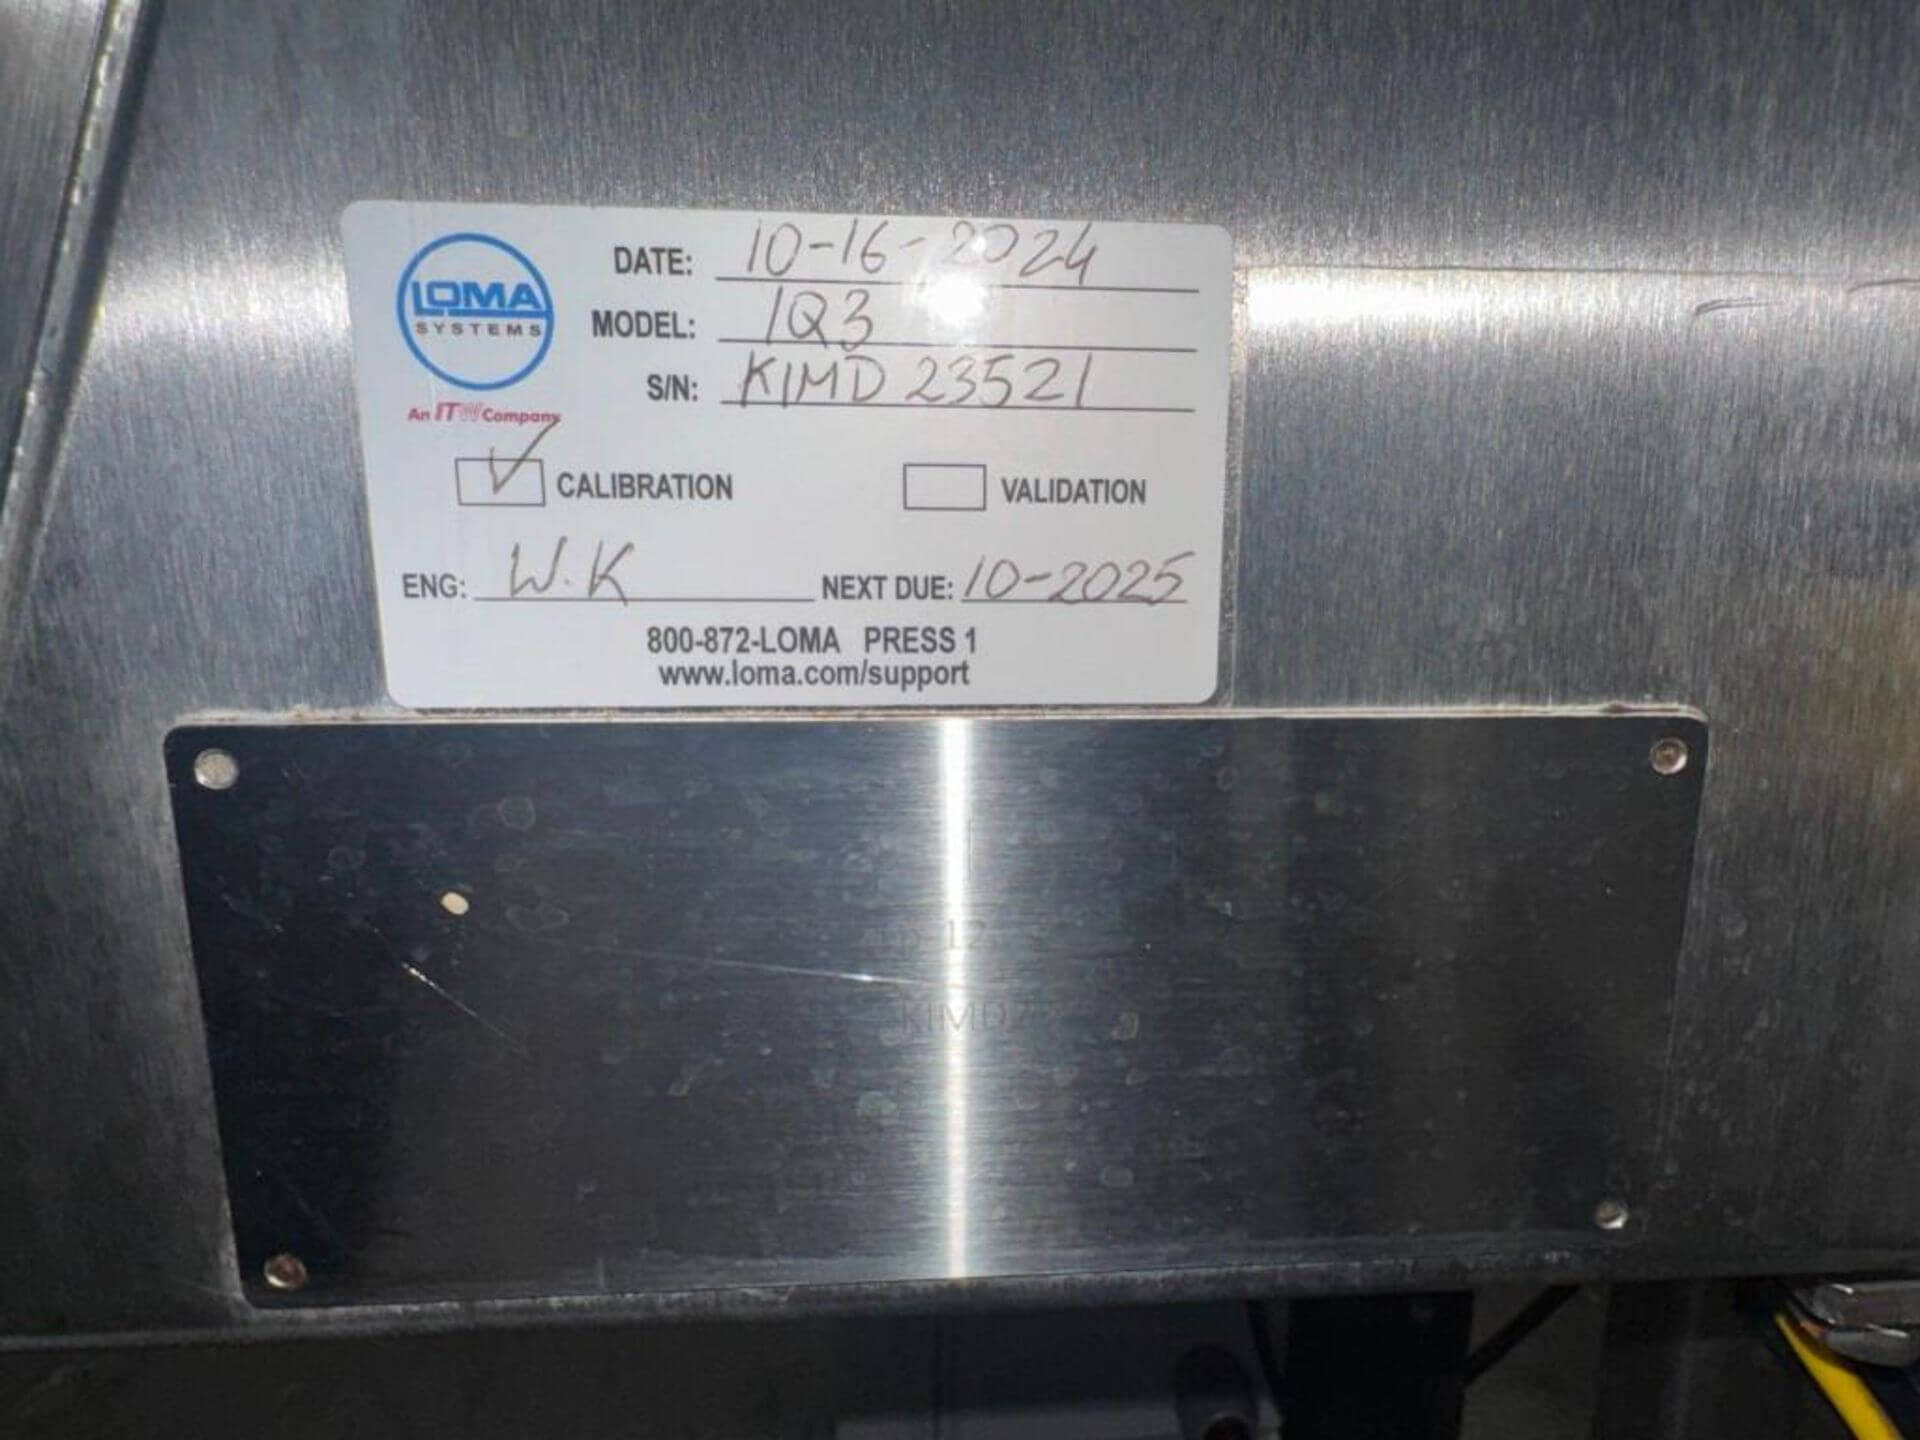 LOMA
SYSTEMS
An ITW Company
DATE: 10-16-2024
MODEL: IQ3
S/N: KIMD 23521
✓ CALIBRATION VALIDATION
ENG: W.K NEXT DUE: 10-2025
800-872-LOMA PRESS 1
www.loma.com/support